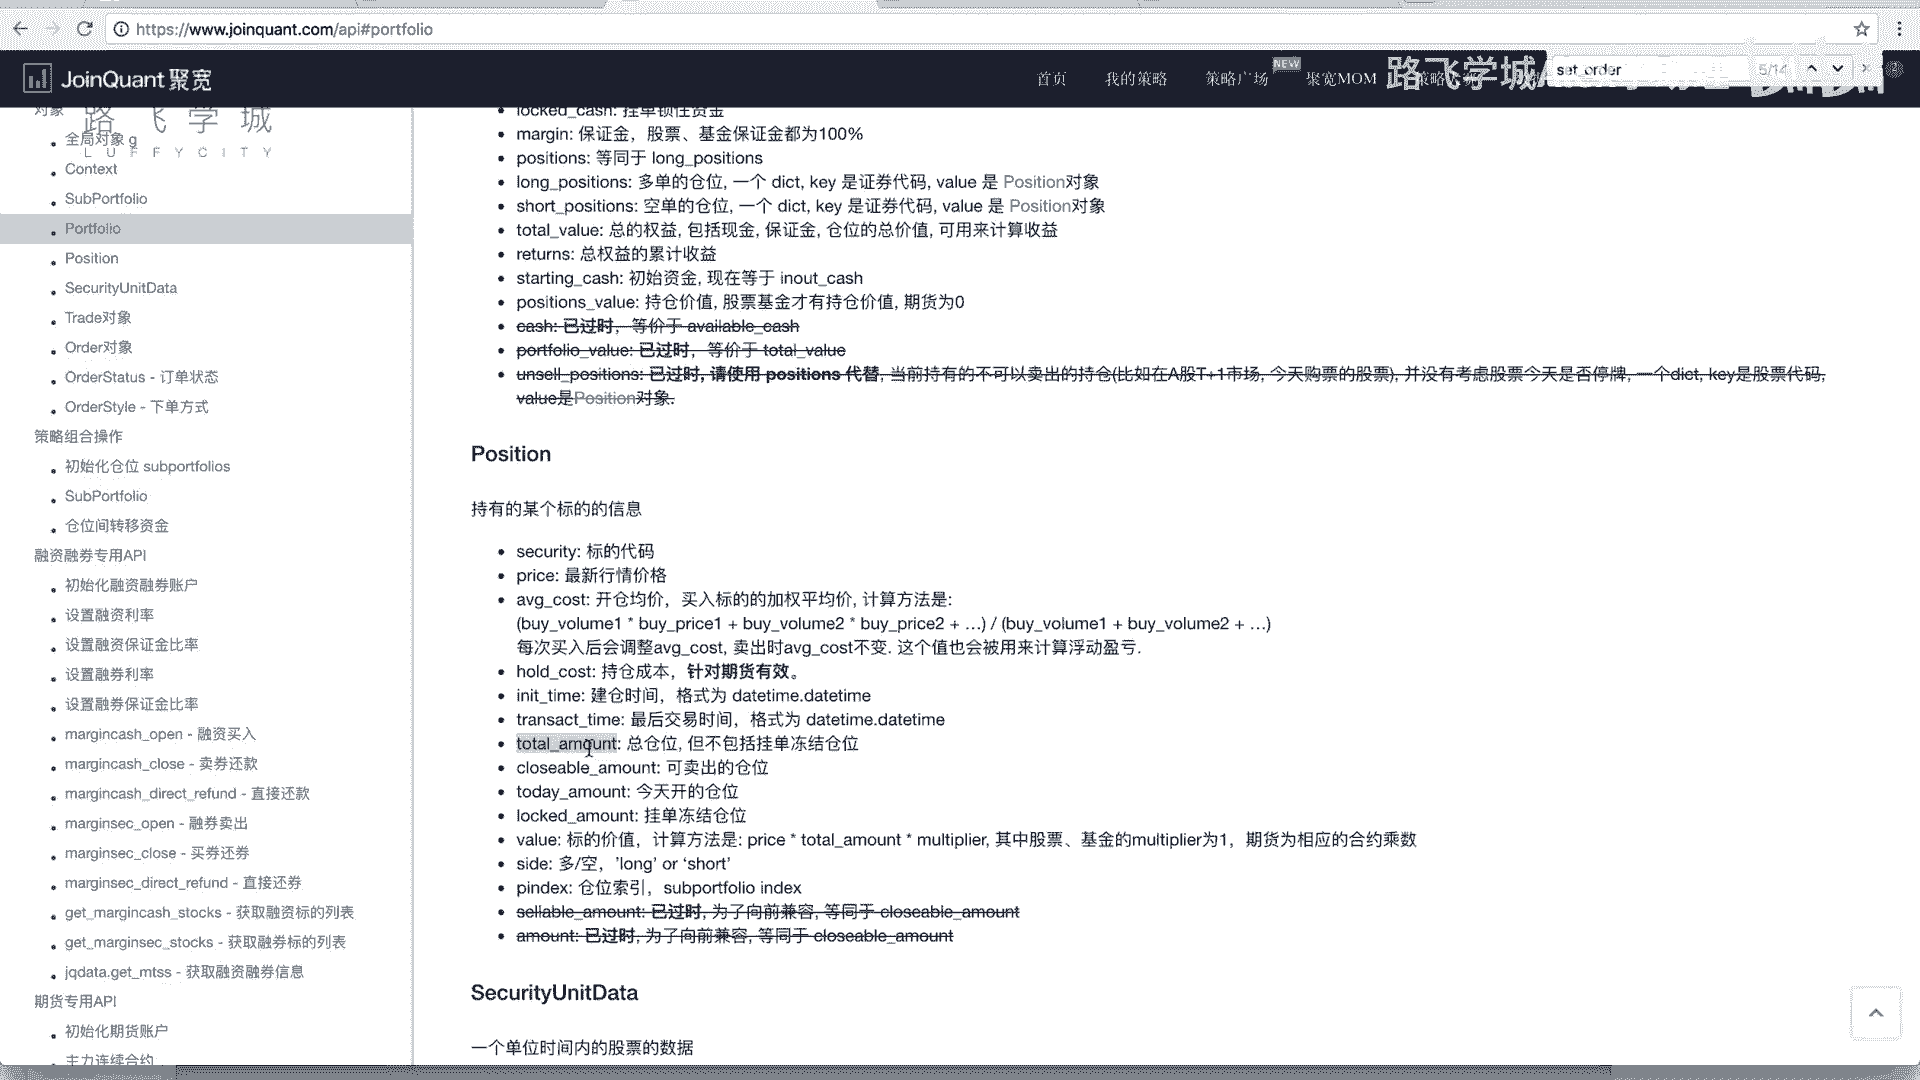 https://www.joinquant.com/api#portfolio
JoinQuant 聚宽
首页
我的策略
策略广场
NEW
聚宽MOM
路飞学城
set_order
5/14
路飞学城
LUFFYCITY
对象
全局对象 g
Context
SubPortfolio
Portfolio
Position
SecurityUnitData
Trade对象
Order对象
OrderStatus - 订单状态
OrderStyle - 下单方式
策略组合操作
初始化仓位 subportfolios
SubPortfolio
仓位间转移资金
融资融券专用API
初始化融资融券账户
设置融资利率
设置融资保证金比率
设置融券利率
设置融券保证金比率
margincash_open - 融资买入
margincash_close - 卖券还款
margincash_direct_refund - 直接还款
marginsec_open - 融券卖出
marginsec_close - 买券还券
marginsec_direct_refund - 直接还券
get_margincash_stocks - 获取融资标的列表
get_marginsec_stocks - 获取融券标的列表
jqdata.get_mtss - 获取融资融券信息
期货专用API
初始化期货账户
主力连续合约
locked_cash: 挂单锁住资金
margin: 保证金，股票、基金保证金都为100%
positions: 等同于 long_positions
long_positions: 多单的仓位, 一个 dict, key 是证券代码, value 是 Position对象
short_positions: 空单的仓位, 一个 dict, key 是证券代码, value 是 Position对象
total_value: 总的权益, 包括现金, 保证金, 仓位的总价值, 可用来计算收益
returns: 总权益的累计收益
starting_cash: 初始资金, 现在等于 inout_cash
positions_value: 持仓价值, 股票基金才有持仓价值, 期货为0
cash: 已过时，等价于 available_cash
portfolio_value: 已过时，等价于 total_value
unsell_positions: 已过时, 请使用 positions 代替, 当前持有的不可以卖出的持仓(比如在A股T+1市场, 今天购票的股票), 并没有考虑股票今天是否停牌, 一个dict, key是股票代码,
value是Position对象.
Position
持有的某个标的的信息
security: 标的代码
price: 最新行情价格
avg_cost: 开仓均价，买入标的的加权平均价, 计算方法是:
(buy_volume1 * buy_price1 + buy_volume2 * buy_price2 + …) / (buy_volume1 + buy_volume2 + …)
每次买入后会调整avg_cost, 卖出时avg_cost不变. 这个值也会被用来计算浮动盈亏.
hold_cost: 持仓成本，针对期货有效。
init_time: 建仓时间，格式为 datetime.datetime
transact_time: 最后交易时间，格式为 datetime.datetime
total_amount: 总仓位, 但不包括挂单冻结仓位
closeable_amount: 可卖出的仓位
today_amount: 今天开的仓位
locked_amount: 挂单冻结仓位
value: 标的价值，计算方法是: price * total_amount * multiplier, 其中股票、基金的multiplier为1，期货为相应的合约乘数
side: 多/空，’long’ or ‘short’
pindex: 仓位索引，subportfolio index
sellable_amount: 已过时, 为了向前兼容, 等同于 closeable_amount
amount: 已过时, 为了向前兼容, 等同于 closeable_amount
SecurityUnitData
一个单位时间内的股票的数据